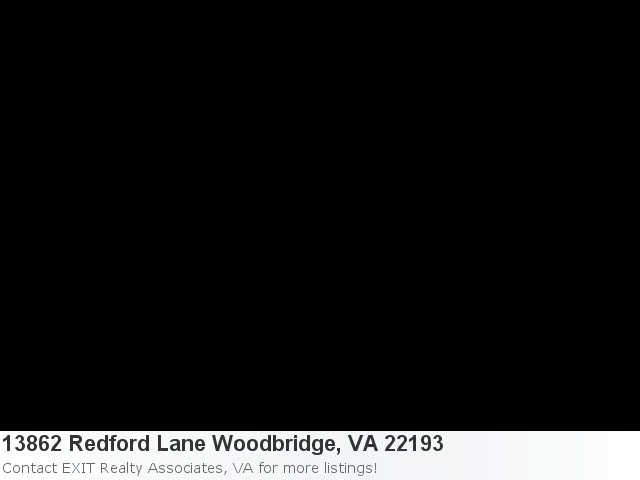 13862 Redford Lane Woodbridge, VA 22193
Contact EXIT Realty Associates, VA for more listings!